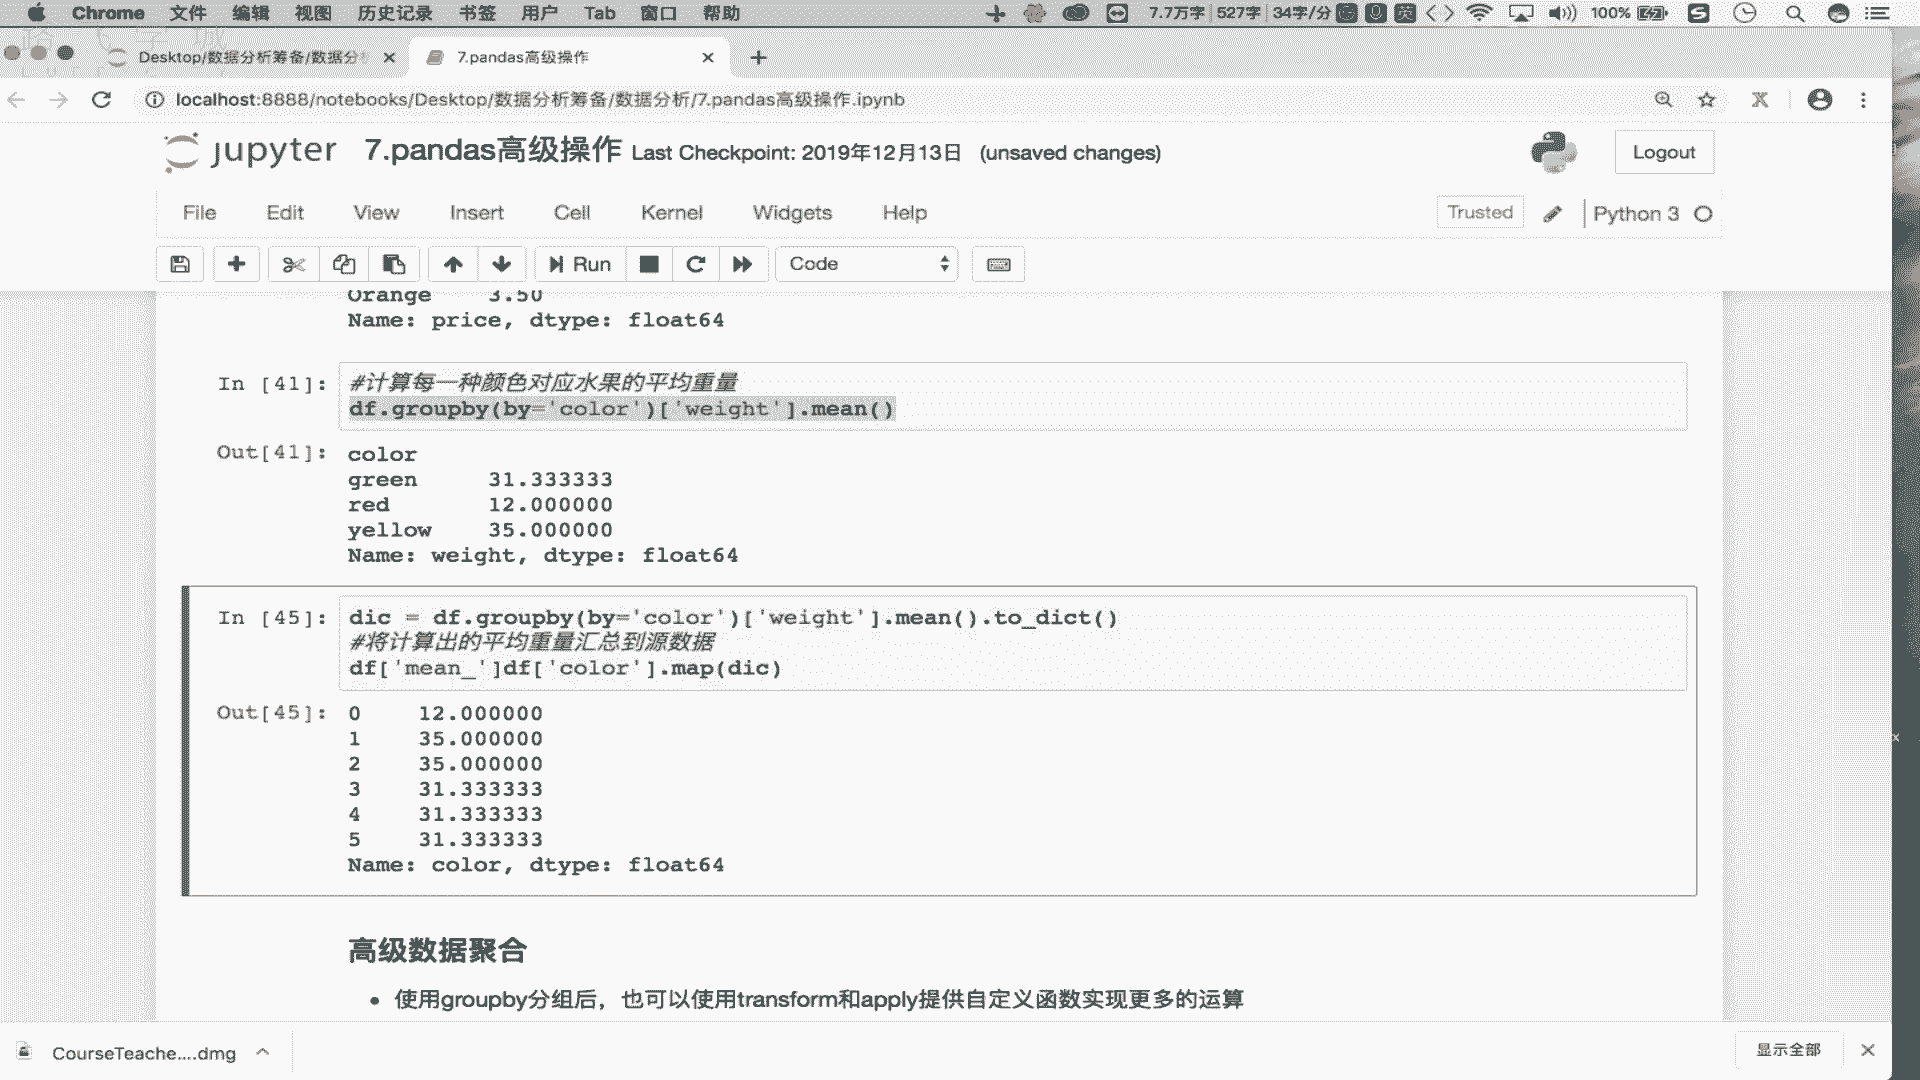 Chrome 文件 编辑 视图 历史记录 书签 用户 Tab 窗口 帮助 7.7万字 527字 34字/分 英 100%
Desktop/数据分析筹备/数据分 7.pandas高级操作
localhost:8888/notebooks/Desktop/数据分析筹备/数据分析/7.pandas高级操作.ipynb
jupyter 7.pandas高级操作 Last Checkpoint: 2019年12月13日 (unsaved changes) Logout
File Edit View Insert Cell Kernel Widgets Help Trusted Python 3
Run Code
Orange 3.50
Name: price, dtype: float64
In [41]: #计算每一种颜色对应水果的平均重量
df.groupby(by='color')['weight'].mean()
Out[41]: color
green 31.333333
red 12.000000
yellow 35.000000
Name: weight, dtype: float64
In [45]: dic = df.groupby(by='color')['weight'].mean().to_dict()
#将计算出的平均重量汇总到源数据
df['mean_']df['color'].map(dic)
Out[45]: 0 12.000000
1 35.000000
2 35.000000
3 31.333333
4 31.333333
5 31.333333
Name: color, dtype: float64
高级数据聚合
• 使用groupby分组后，也可以使用transform和apply提供自定义函数实现更多的运算
CourseTeache....dmg 显示全部